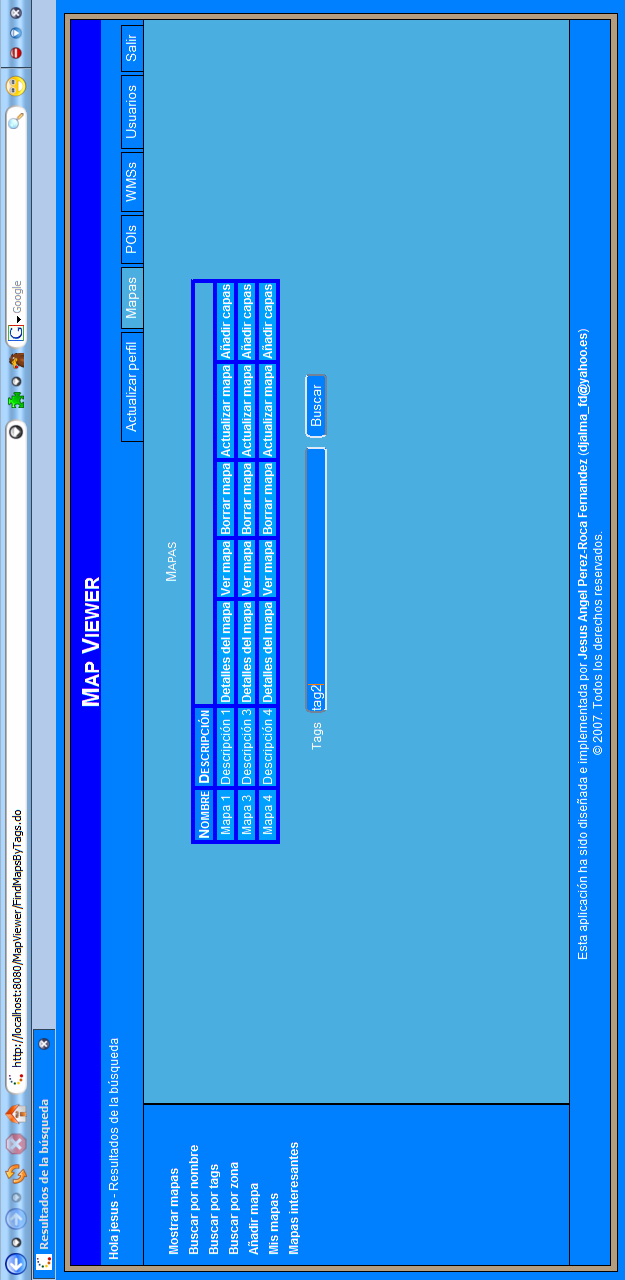 http://localhost:8080/MapViewer/FindMapsByTags.do
G Google
Resultados de la búsqueda
MAP VIEWER
Hola jesus - Resultados de la búsqueda
Actualizar perfil Mapas POIs WMSs Usuarios Salir
Mostrar mapas
Buscar por nombre
Buscar por tags
Buscar por zona
Añadir mapa
Mis mapas
Mapas interesantes
MAPAS
NOMBRE DESCRIPCIÓN
Mapa 1 Descripción 1 Detalles del mapa Ver mapa Borrar mapa Actualizar mapa Añadir capas
Mapa 3 Descripción 3 Detalles del mapa Ver mapa Borrar mapa Actualizar mapa Añadir capas
Mapa 4 Descripción 4 Detalles del mapa Ver mapa Borrar mapa Actualizar mapa Añadir capas
Tags tag2 Buscar
Esta aplicación ha sido diseñada e implementada por Jesus Angel Perez-Roca Fernandez (djalma_fd@yahoo.es)
© 2007. Todos los derechos reservados.